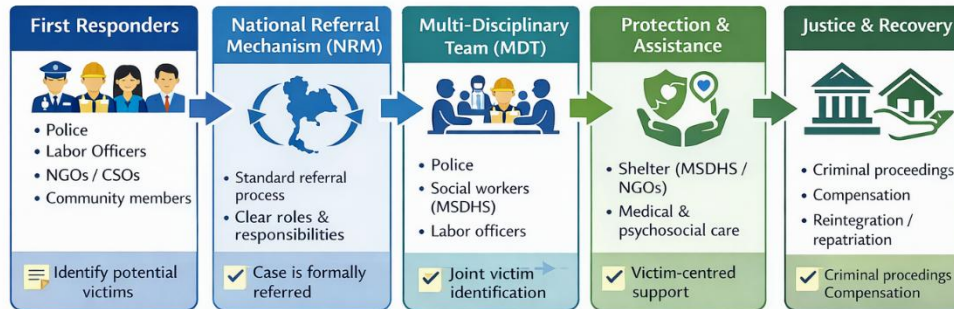 First Responders
• Police
• Labor Officers
• NGOs / CSOs
• Community members
Identify potential
victims
National Referral
Mechanism (NRM)
• Standard referral
process
• Clear roles &
responsibilities
Case is formally
referred
Multi-Disciplinary
Team (MDT)
• Police
• Social workers
(MSDHS)
• Labor officers
Joint victim
identification
Protection &
Assistance
• Shelter (MSDHS /
NGOs)
• Medical &
psychosocial care
Victim-centred
support
Justice & Recovery
• Criminal proceedings
• Compensation
• Reintegration /
repatriation
Criminal procedings
Compensation